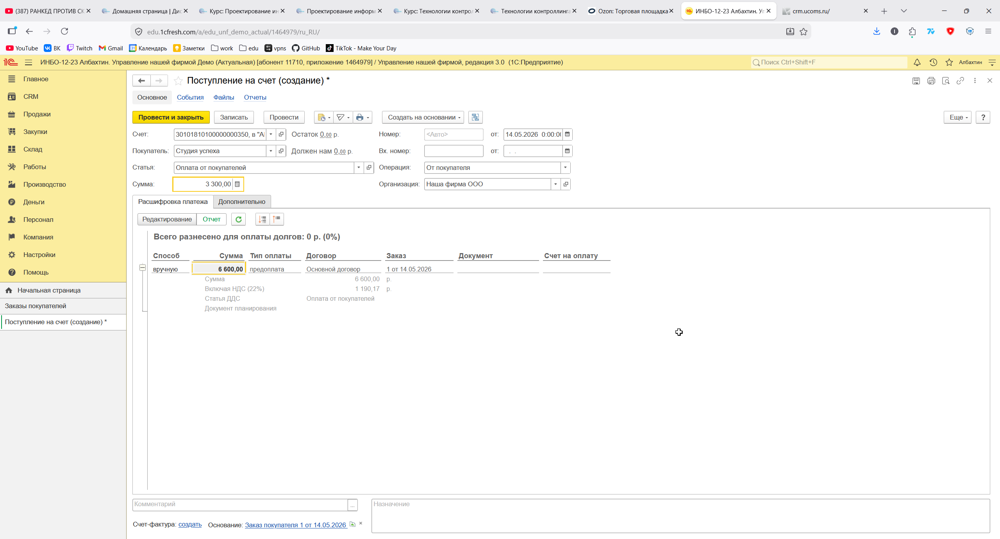 (387) РАНКЕД ПРОТИВ СК
Домашняя страница | Дис
Курс: Проектирование ин
Проектирование информ
Курс: Технологии контрол
Технологии контроллинга
Ozon: Торговая площадка
ИНБО-12-23 Албахтин. Уп
crm.ucoms.ru/
edu.1cfresh.com/a/edu_unf_demo_actual/1464979/ru_RU/
YouTube ВК Twitch Gmail Календарь Заметки work edu vpns GitHub TikTok - Make Your Day
ИНБО-12-23 Албахтин. Управление нашей фирмой Демо (Актуальная) [абонент 11710, приложение 1464979] / Управление нашей фирмой, редакция 3.0 (1С:Предприятие)
Поиск Ctrl+Shift+F
Албахтин
Главное
CRM
Продажи
Закупки
Склад
Работы
Производство
Деньги
Персонал
Компания
Настройки
Помощь
Начальная страница
Заказы покупателей
Поступление на счет (создание) *
Поступление на счет (создание) *
Основное События Файлы Отчеты
Провести и закрыть Записать Провести Создать на основании Еще ?
Счет: 30101810100000000350, в "А Остаток 0,00 р. Номер: <Авто> от: 14.05.2026 0:00:0
Покупатель: Студия успеха Должен нам 0,00 р. Вх. номер: от: . .
Статья: Оплата от покупателей Операция: От покупателя
Сумма: 3 300,00 Организация: Наша фирма ООО
Расшифровка платежа Дополнительно
Редактирование Отчет
Всего разнесено для оплаты долгов: 0 р. (0%)
Способ Сумма Тип оплаты Договор Заказ Документ Счет на оплату
вручную 6 600,00 предоплата Основной договор 1 от 14.05.2026
Сумма 6 600,00 р.
Включая НДС (22%) 1 190,17 р.
Статья ДДС Оплата от покупателей
Документ планирования
Комментарий ... Назначение
Счет-фактура: создать Основание: Заказ покупателя 1 от 14.05.2026